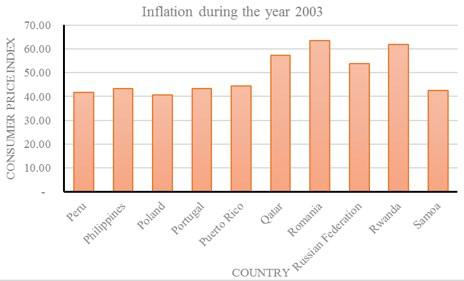 Inflation during the year 2003
CONSUMER PRICE INDEX
70.00
60.00
50.00
40.00
30.00
20.00
10.00
-
Peru
Philippines
Poland
Portugal
Puerto Rico
Qatar
Romania
Russian Federation
Rwanda
Samoa
COUNTRY